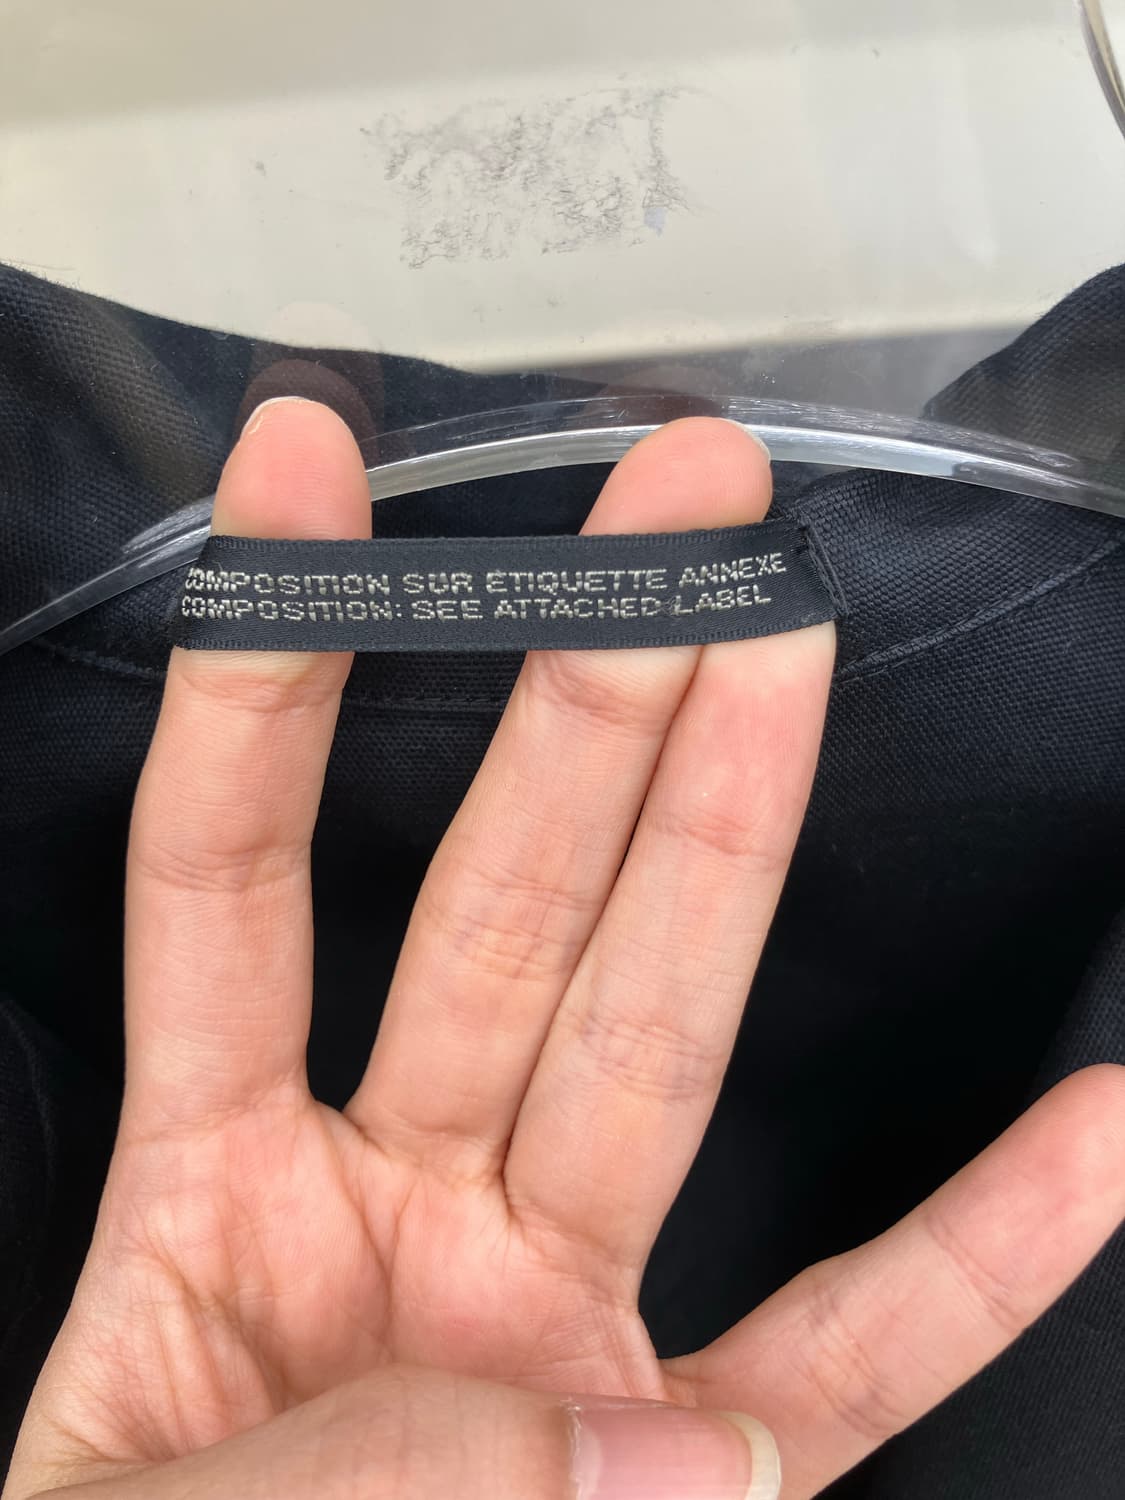 COMPOSITION SUR ETIQUETTE ANNEXE
COMPOSITION: SEE ATTACHED LABEL